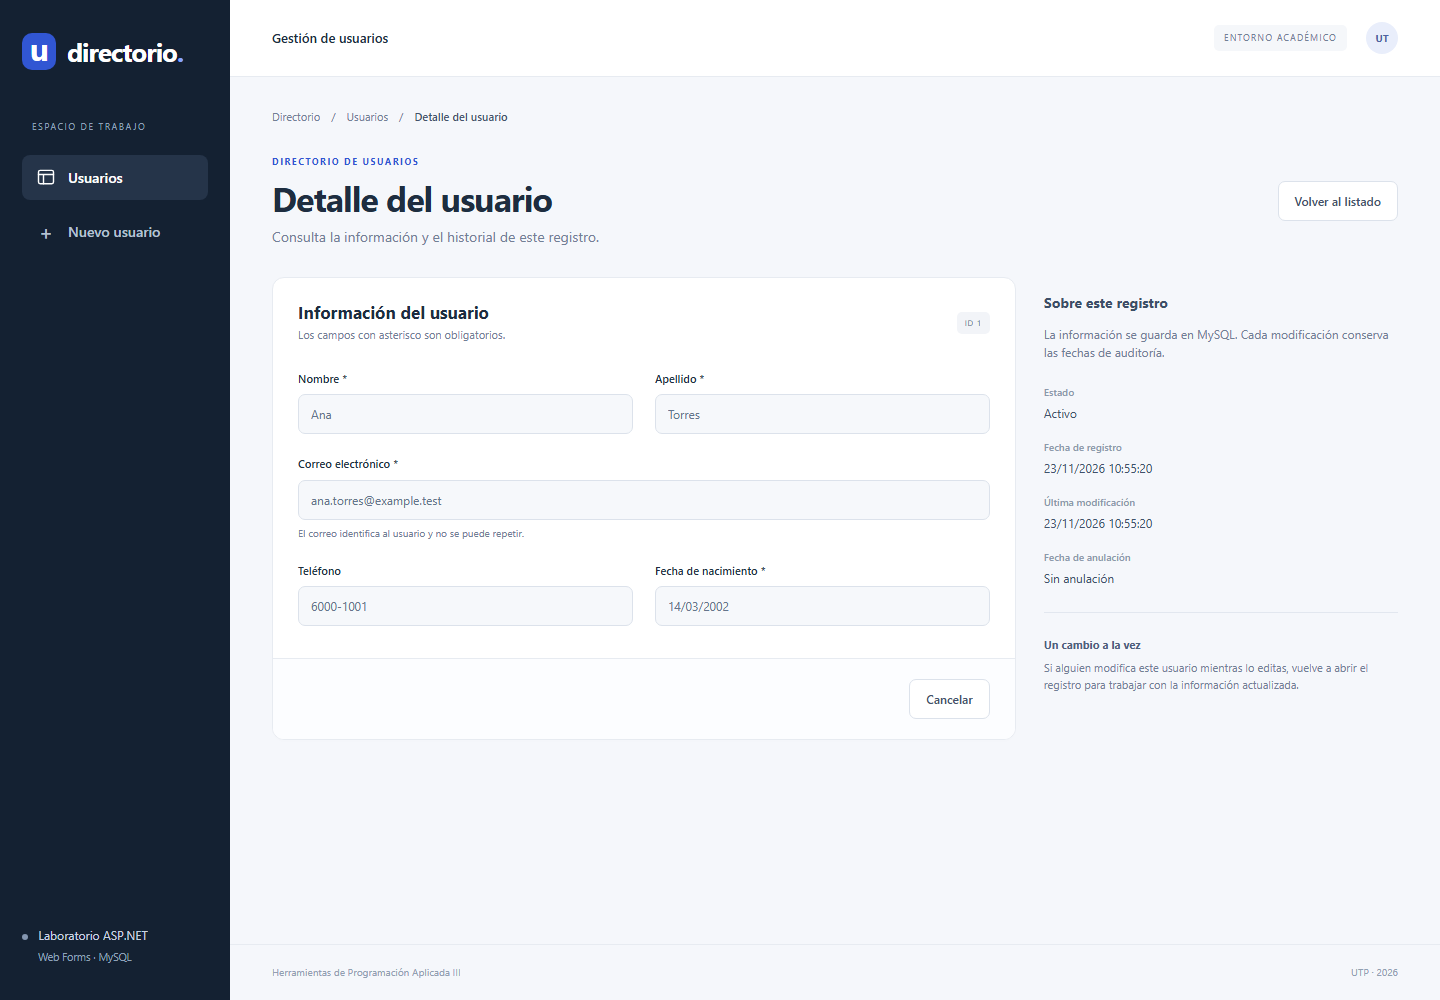 u directorio.
ESPACIO DE TRABAJO
Usuarios
+ Nuevo usuario
Laboratorio ASP.NET
Web Forms · MySQL
Gestión de usuarios
ENTORNO ACADÉMICO
UT
Directorio / Usuarios / Detalle del usuario
DIRECTORIO DE USUARIOS
Detalle del usuario
Consulta la información y el historial de este registro.
Volver al listado
Información del usuario
Los campos con asterisco son obligatorios.
ID 1
Nombre *
Ana
Apellido *
Torres
Correo electrónico *
ana.torres@example.test
El correo identifica al usuario y no se puede repetir.
Teléfono
6000-1001
Fecha de nacimiento *
14/03/2002
Cancelar
Sobre este registro
La información se guarda en MySQL. Cada modificación conserva
las fechas de auditoría.
Estado
Activo
Fecha de registro
23/11/2026 10:55:20
Última modificación
23/11/2026 10:55:20
Fecha de anulación
Sin anulación
Un cambio a la vez
Si alguien modifica este usuario mientras lo editas, vuelve a abrir el
registro para trabajar con la información actualizada.
Herramientas de Programación Aplicada III
UTP · 2026